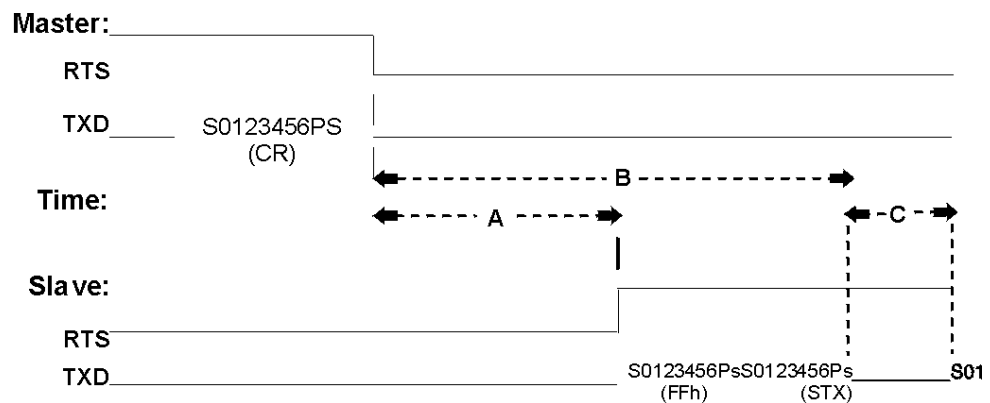 Master:
RTS
TXD S0123456PS
(CR)
B
Time:
A C
Slave:
RTS
TXD S0123456PsS0123456Ps S01
(FFh) (STX)